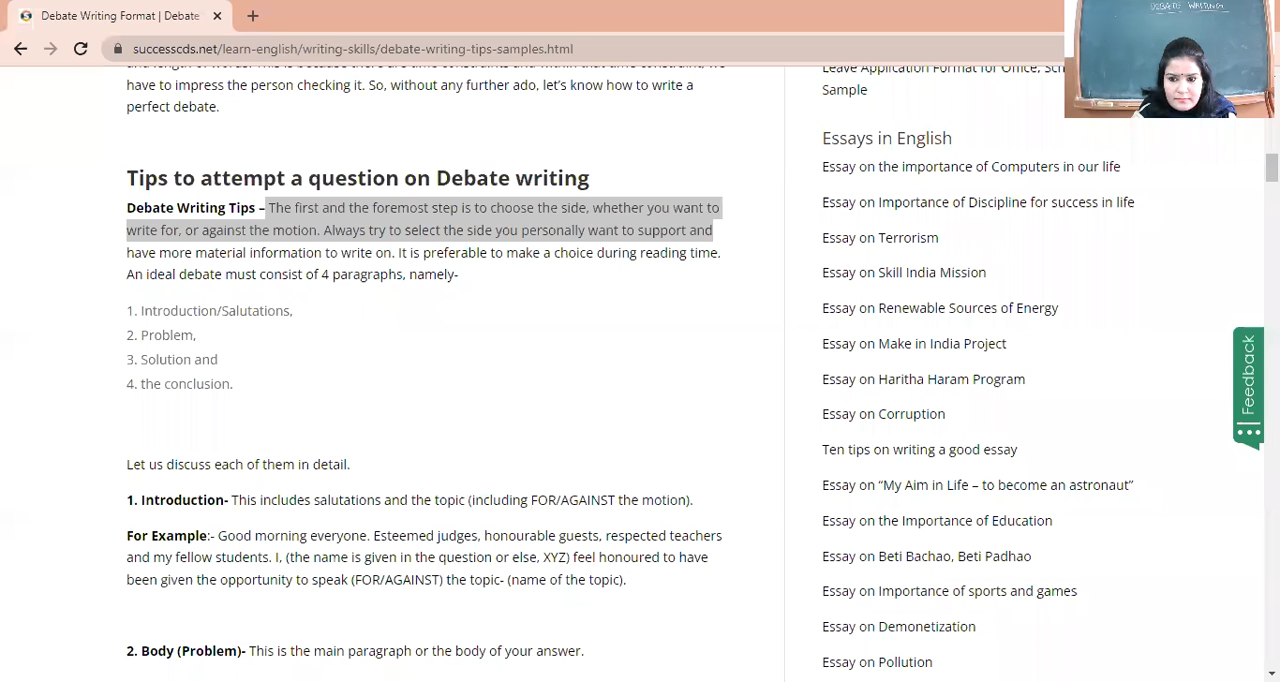 Debate Writing Format | Debate
successcds.net/learn-english/writing-skills/debate-writing-tips-samples.html
DEBATE WRITING
have to impress the person checking it. So, without any further ado, let's know how to write a
perfect debate.
Tips to attempt a question on Debate writing
Debate Writing Tips – The first and the foremost step is to choose the side, whether you want to
write for, or against the motion. Always try to select the side you personally want to support and
have more material information to write on. It is preferable to make a choice during reading time.
An ideal debate must consist of 4 paragraphs, namely-
1. Introduction/Salutations,
2. Problem,
3. Solution and
4. the conclusion.
Let us discuss each of them in detail.
1. Introduction- This includes salutations and the topic (including FOR/AGAINST the motion).
For Example:- Good morning everyone. Esteemed judges, honourable guests, respected teachers
and my fellow students. I, (the name is given in the question or else, XYZ) feel honoured to have
been given the opportunity to speak (FOR/AGAINST) the topic- (name of the topic).
2. Body (Problem)- This is the main paragraph or the body of your answer.
Leave Application Format for Office, Sch
Sample
Essays in English
Essay on the importance of Computers in our life
Essay on Importance of Discipline for success in life
Essay on Terrorism
Essay on Skill India Mission
Essay on Renewable Sources of Energy
Essay on Make in India Project
Essay on Haritha Haram Program
Essay on Corruption
Ten tips on writing a good essay
Essay on “My Aim in Life – to become an astronaut”
Essay on the Importance of Education
Essay on Beti Bachao, Beti Padhao
Essay on Importance of sports and games
Essay on Demonetization
Essay on Pollution
Feedback